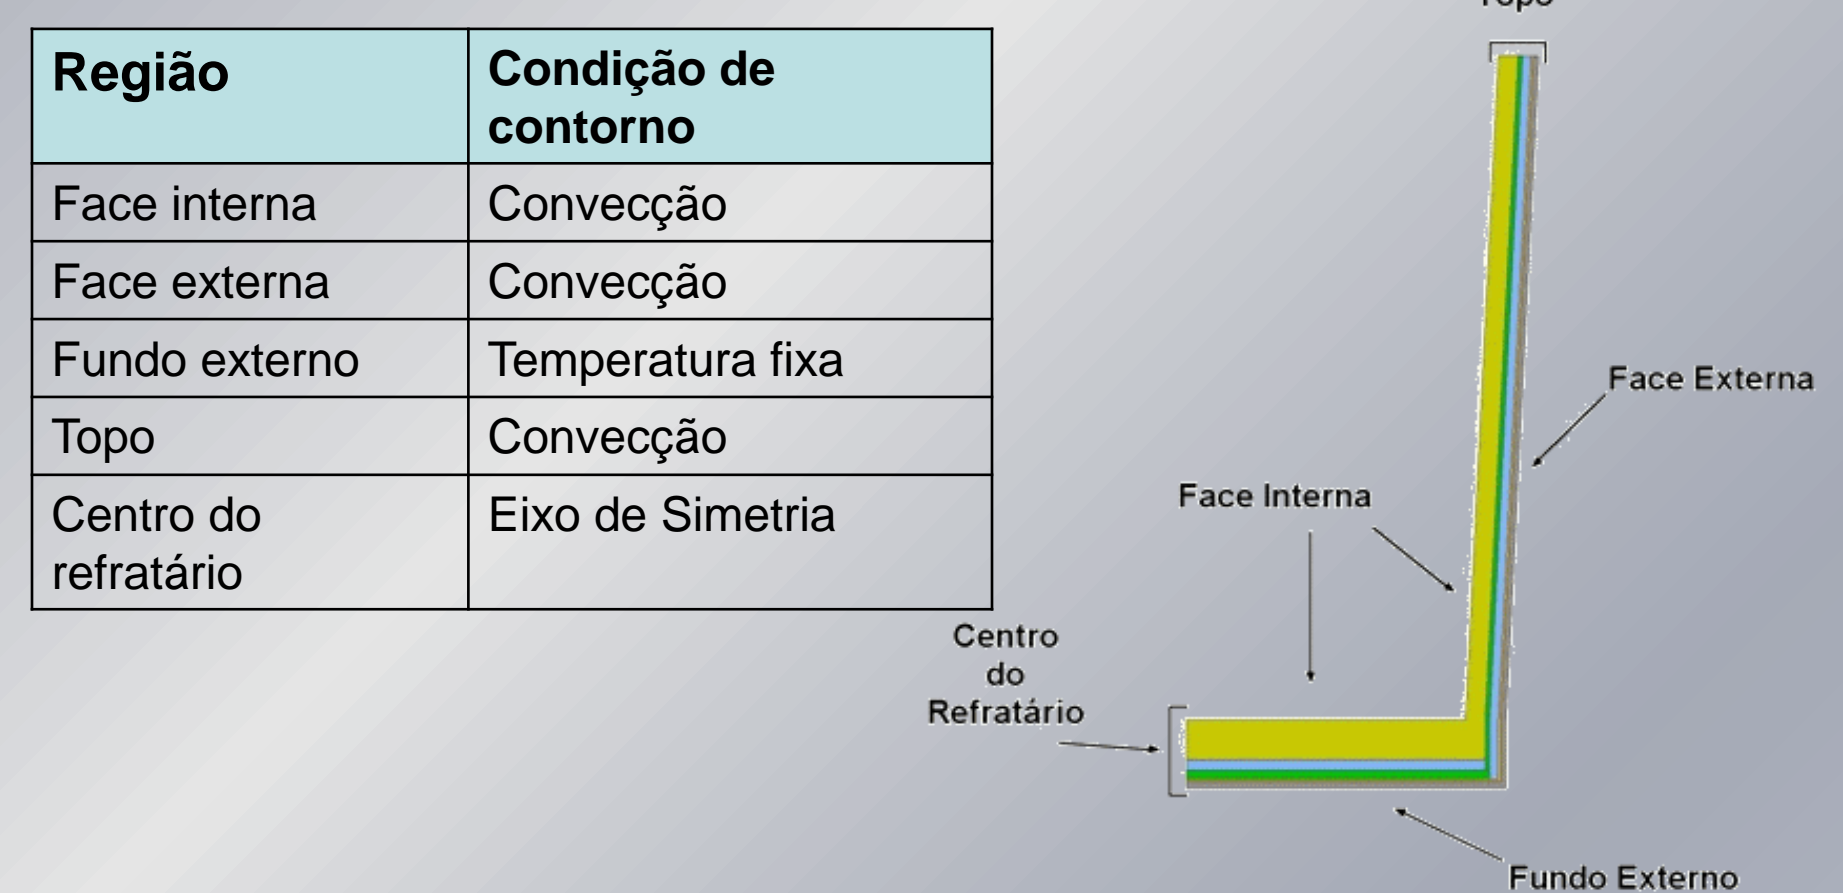 Região
Condição de
contorno
Face interna
Convecção
Face externa
Convecção
Fundo externo
Temperatura fixa
Topo
Convecção
Centro do
refratário
Eixo de Simetria
Topo
Face Externa
Face Interna
Centro
do
Refratário
Fundo Externo